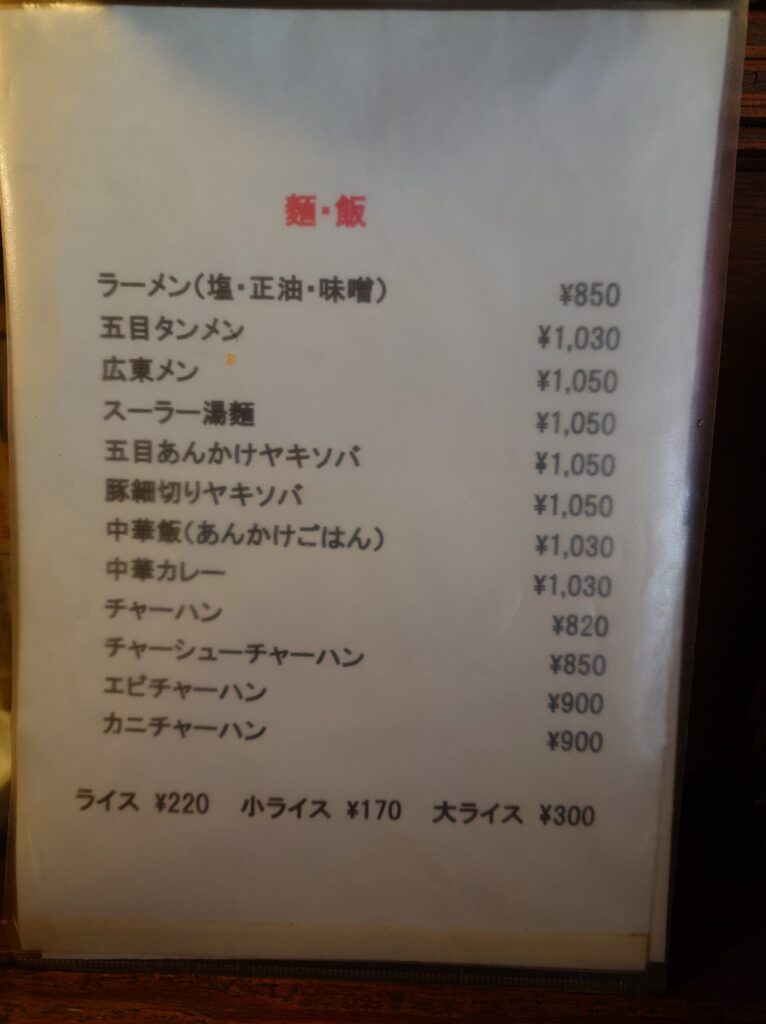 麺・飯
ラーメン(塩・正油・味噌) ¥850
五目タンメン ¥1,030
広東メン ¥1,050
スーラー湯麺 ¥1,050
五目あんかけヤキソバ ¥1,050
豚細切りヤキソバ ¥1,050
中華飯(あんかけごはん) ¥1,030
中華カレー ¥1,030
チャーハン ¥820
チャーシューチャーハン ¥850
エビチャーハン ¥900
カニチャーハン ¥900
ライス ¥220 小ライス ¥170 大ライス ¥300